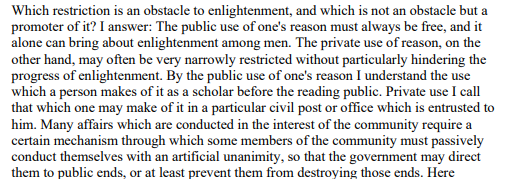 Which restriction is an obstacle to enlightenment, and which is not an obstacle but a
promoter of it? I answer: The public use of one's reason must always be free, and it
alone can bring about enlightenment among men. The private use of reason, on the
other hand, may often be very narrowly restricted without particularly hindering the
progress of enlightenment. By the public use of one's reason I understand the use
which a person makes of it as a scholar before the reading public. Private use I call
that which one may make of it in a particular civil post or office which is entrusted to
him. Many affairs which are conducted in the interest of the community require a
certain mechanism through which some members of the community must passively
conduct themselves with an artificial unanimity, so that the government may direct
them to public ends, or at least prevent them from destroying those ends. Here